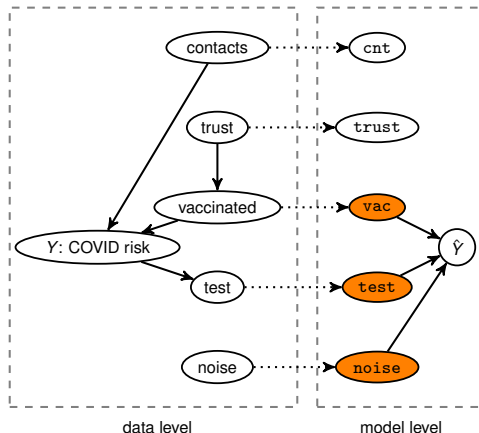 contacts cnt
trust trust
vaccinated vac
Y: COVID risk Ŷ
test test
noise noise
data level model level